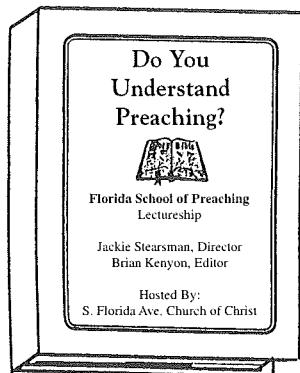 Do You
Understand
Preaching?
Florida School of Preaching
Lectureship
Jackie Stearsman, Director
Brian Kenyon, Editor
Hosted By:
S. Florida Ave. Church of Christ